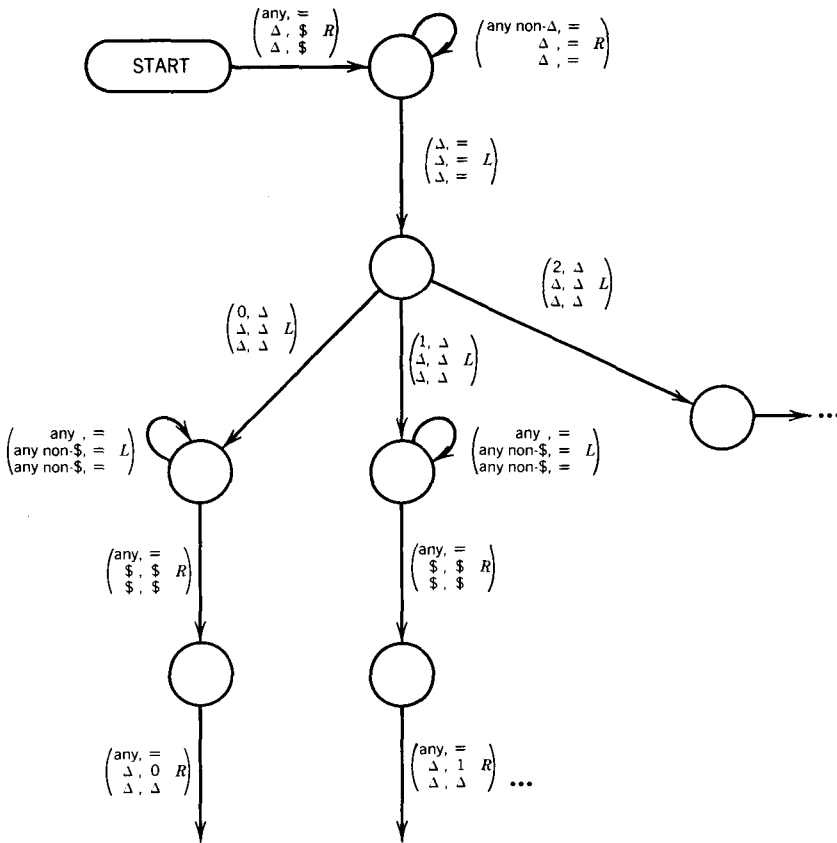 (any, =
Δ, $ R)
Δ, $
START
(any non-Δ, =
Δ, = R)
Δ, =
(Δ, =
Δ, = L)
Δ, =
(2, Δ
Δ, Δ L)
Δ, Δ
(0, Δ
Δ, Δ L)
Δ, Δ
(1, Δ
Δ, Δ L)
Δ, Δ
...
(any, =
any non-$, = L)
any non-$, =
(any, =
any non-$, = L)
any non-$, =
(any, =
$, $ R)
$, $
(any, =
$, $ R)
$, $
(any, =
Δ, 0 R)
Δ, Δ
(any, =
Δ, 1 R)
Δ, Δ
...